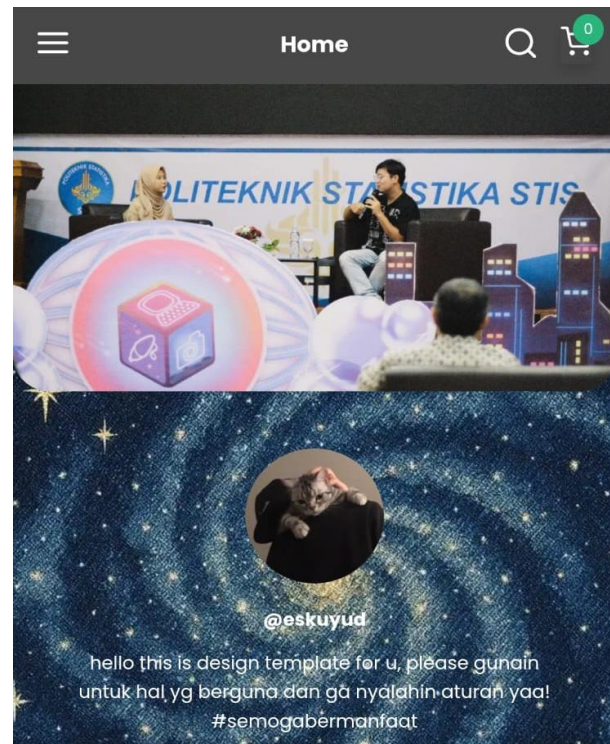 Home
0
POLITEKNIK STATISTIKA STIS
@eskuyud
hello this is design template for u, please gunain
untuk hal yg berguna dan ga nyalahin aturan yaa!
#semogabermanfaat